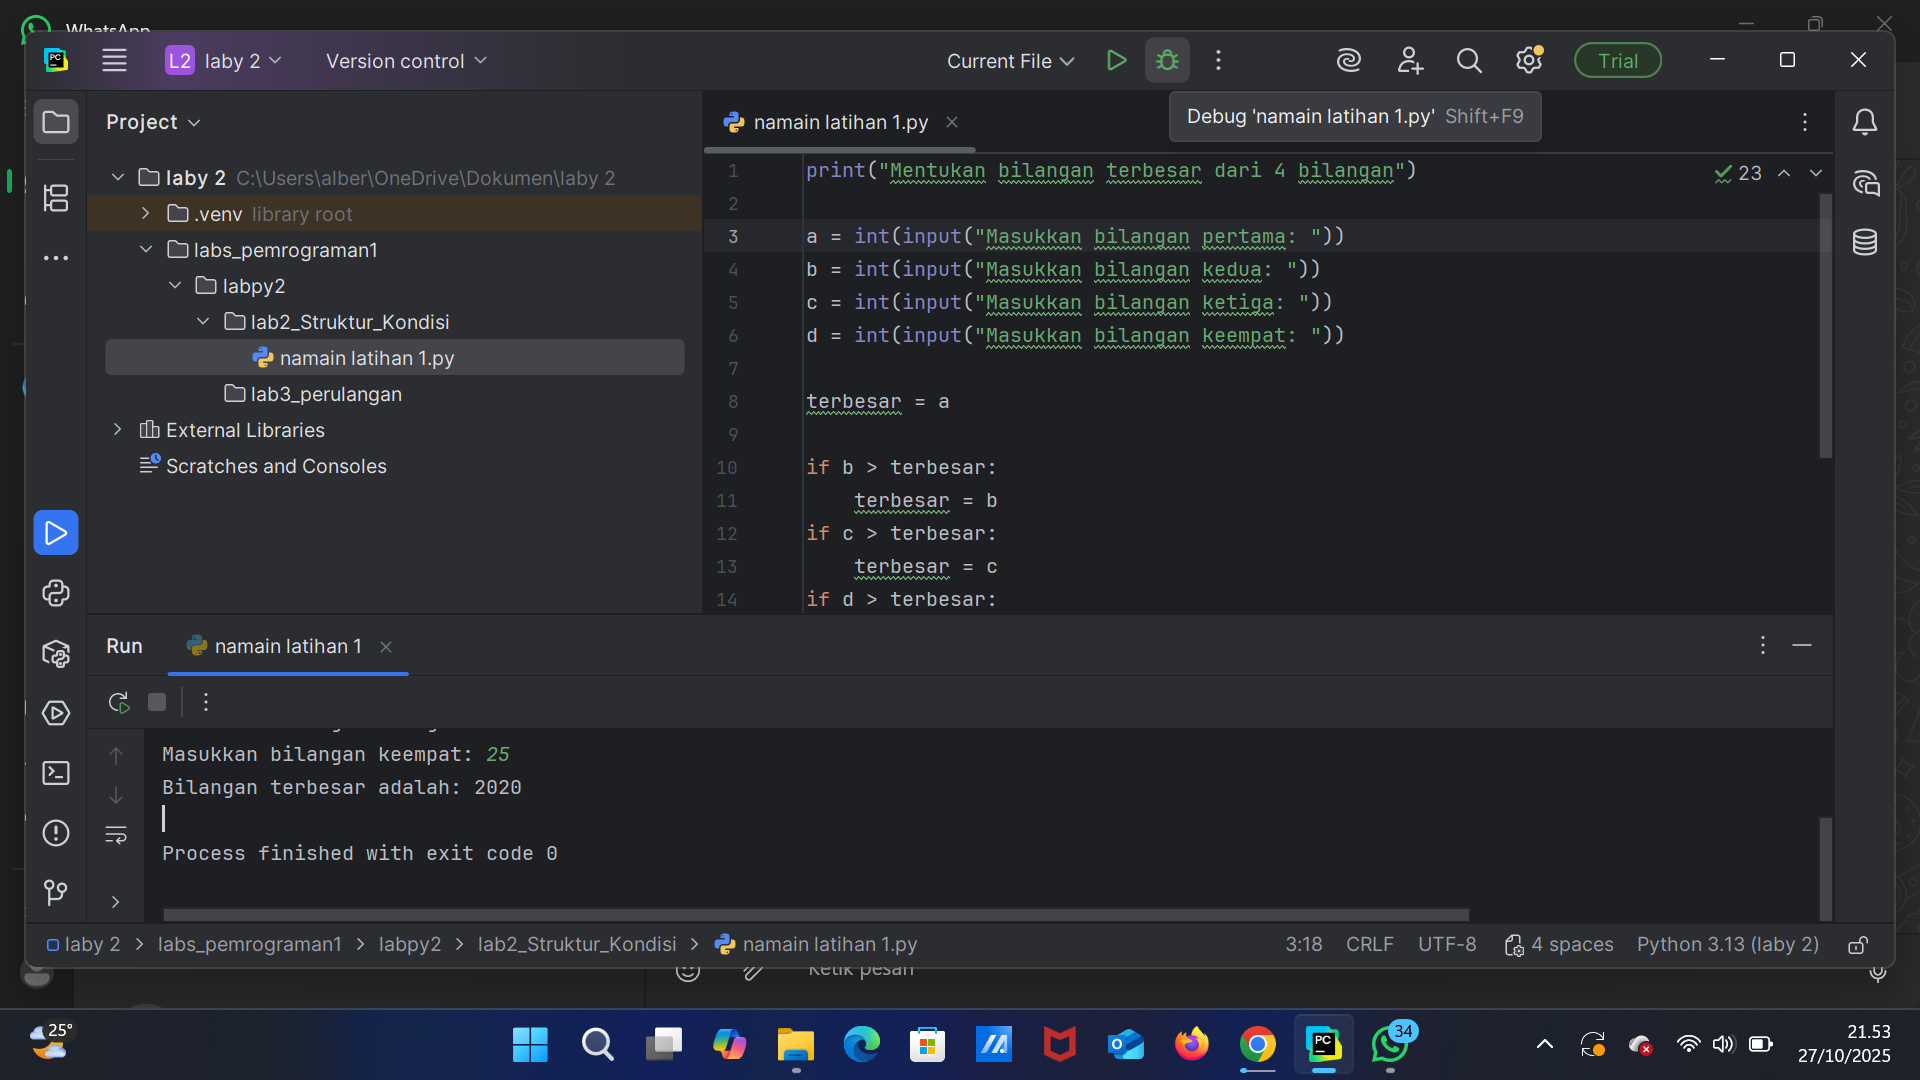 WhatsApp
PC
L2 laby 2
Version control
Current File
Trial
Project
namain latihan 1.py
Debug 'namain latihan 1.py' Shift+F9
laby 2 C:\Users\alber\OneDrive\Dokumen\laby 2
.venv library root
labs_pemrograman1
labpy2
lab2_Struktur_Kondisi
namain latihan 1.py
lab3_perulangan
External Libraries
Scratches and Consoles
23
1 print("Mentukan bilangan terbesar dari 4 bilangan")
2
3 a = int(input("Masukkan bilangan pertama: "))
4 b = int(input("Masukkan bilangan kedua: "))
5 c = int(input("Masukkan bilangan ketiga: "))
6 d = int(input("Masukkan bilangan keempat: "))
7
8 terbesar = a
9
10 if b > terbesar:
11     terbesar = b
12 if c > terbesar:
13     terbesar = c
14 if d > terbesar:
Run namain latihan 1
Masukkan bilangan keempat: 25
Bilangan terbesar adalah: 2020
Process finished with exit code 0
laby 2 > labs_pemrograman1 > labpy2 > lab2_Struktur_Kondisi > namain latihan 1.py
3:18 CRLF UTF-8 4 spaces Python 3.13 (laby 2)
Ketik pesan
25°
PC
34
21.53
27/10/2025